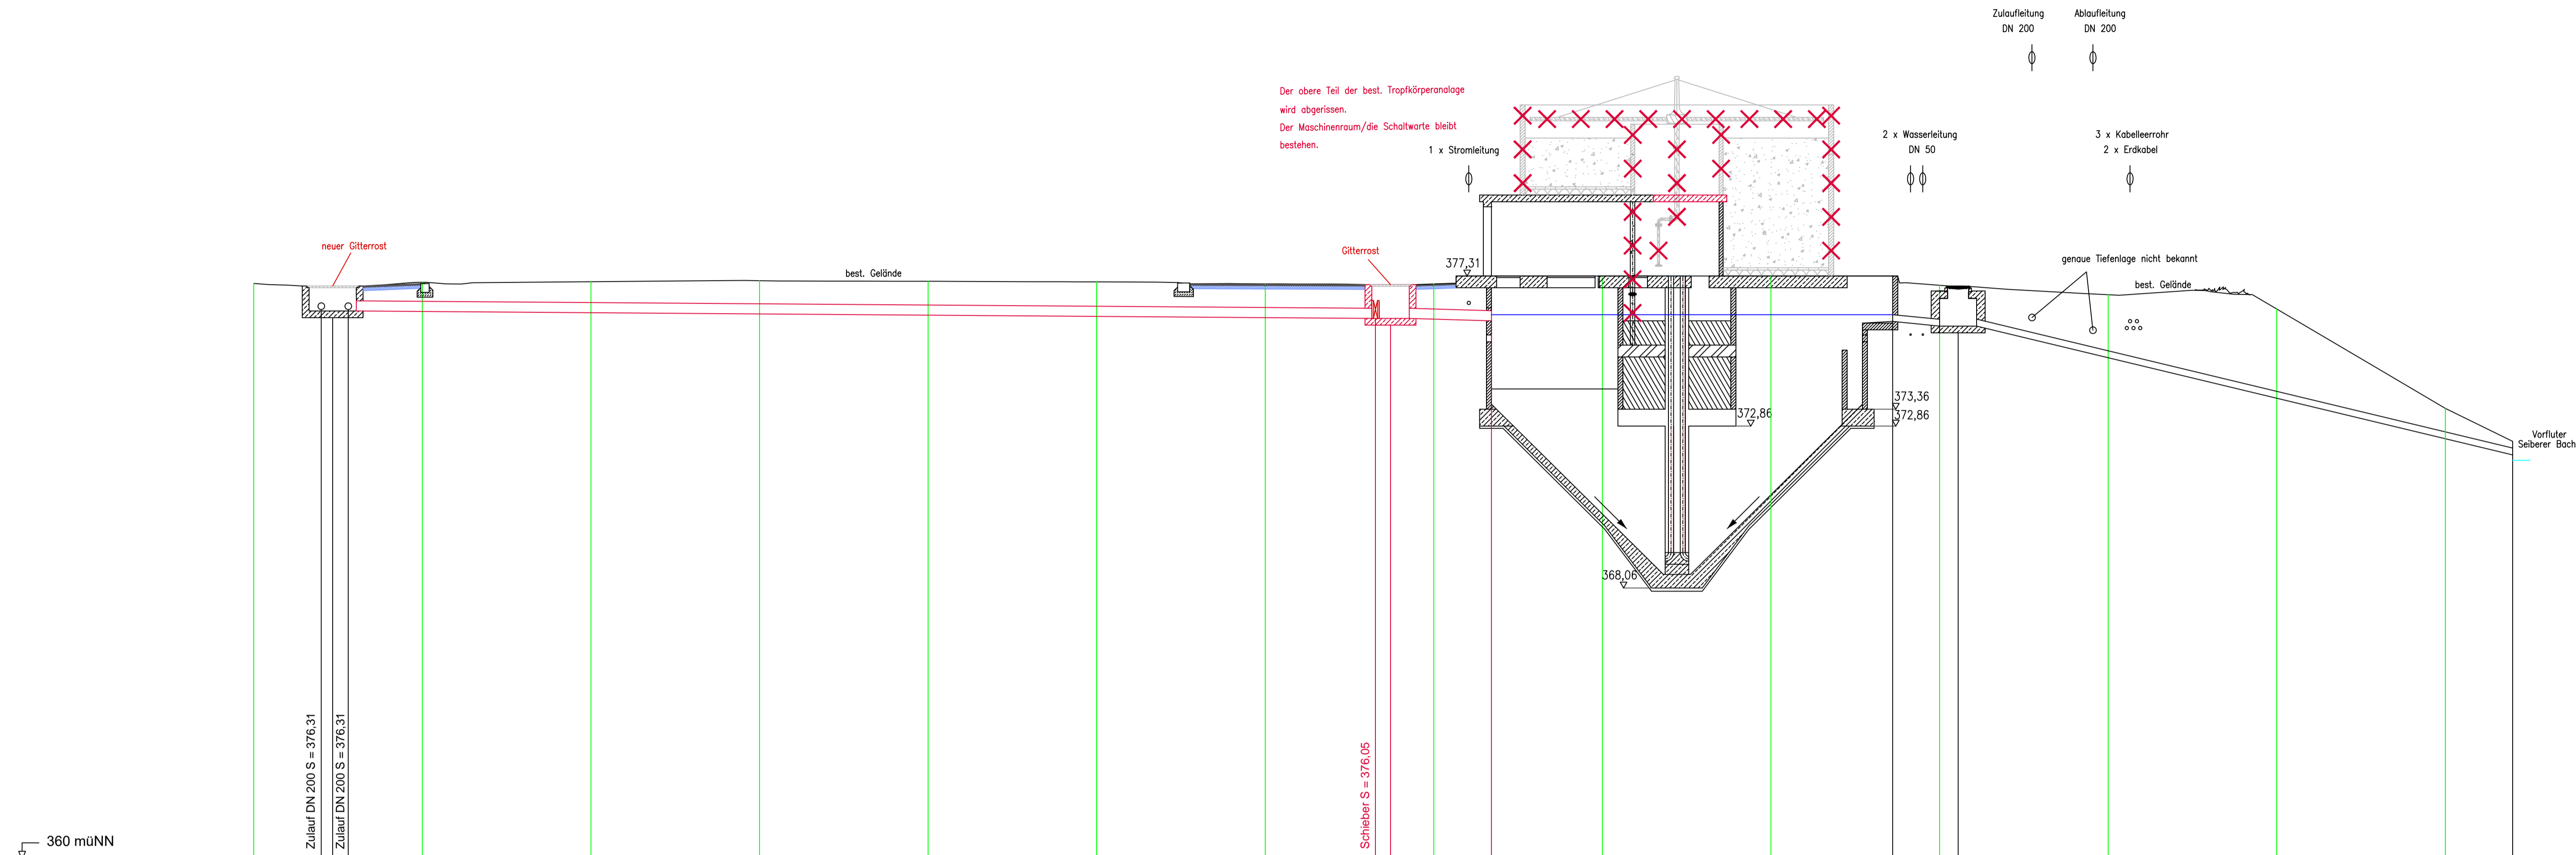 Zulaufleitung
DN 200
Ablaufleitung
DN 200
Der obere Teil der best. Tropfkörperanalage
wird abgerissen.
Der Maschinenraum/die Schaltwarte bleibt
bestehen.
1 x Stromleitung
2 x Wasserleitung
DN 50
3 x Kabelleerrohr
2 x Erdkabel
neuer Gitterrost
Gitterrost
377,31
best. Gelände
genaue Tiefenlage nicht bekannt
best. Gelände
373,36
372,86
372,86
Vorfluter
Seiberer Bach
368,06
Zulauf DN 200 S = 376,31
Zulauf DN 200 S = 376,31
Schieber S = 376,05
360 müNN